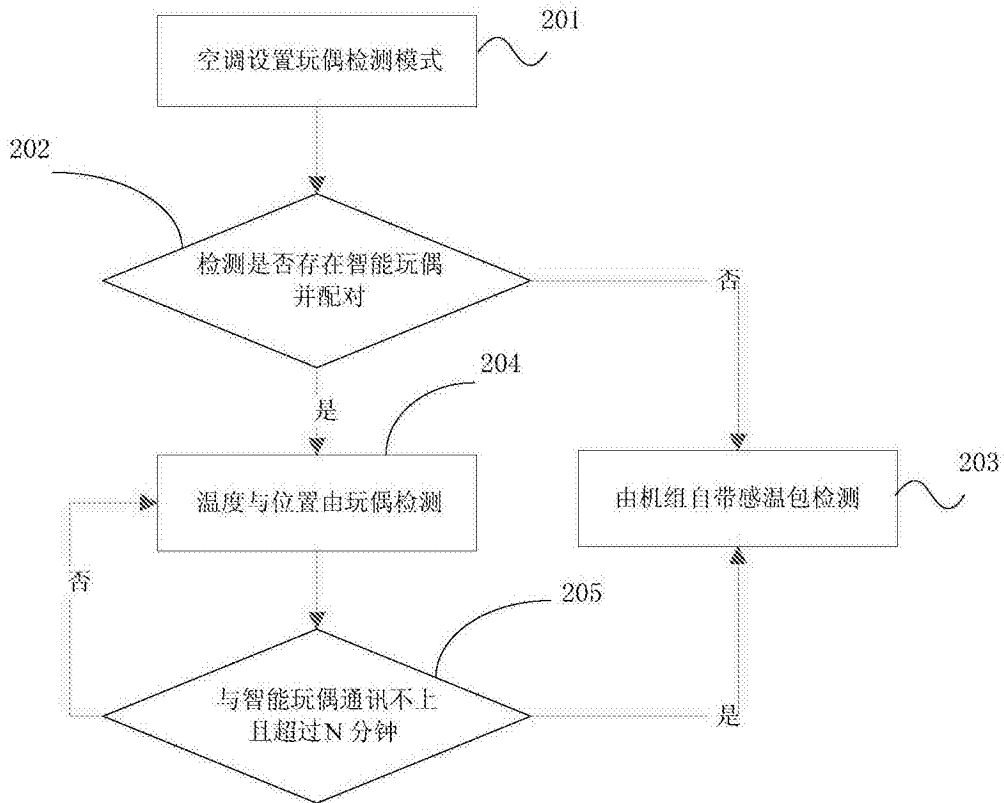 201
空调设置玩偶检测模式
202
检测是否存在智能玩偶
并配对
否
是
204
温度与位置由玩偶检测
203
由机组自带感温包检测
否
205
与智能玩偶通讯不上
且超过N 分钟
是